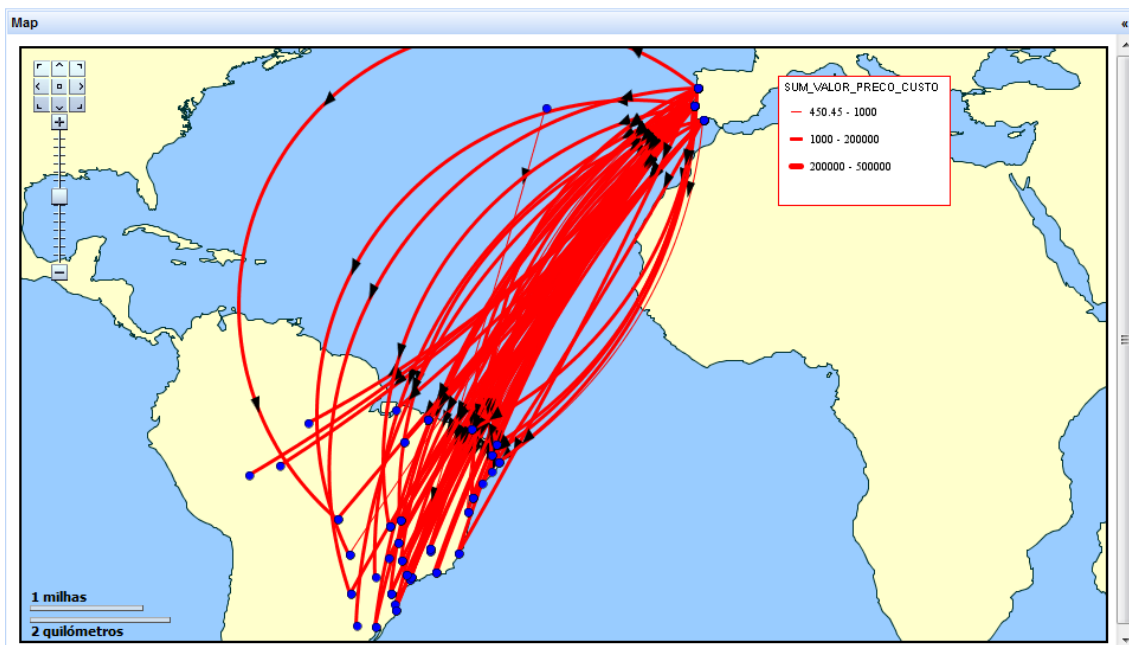 Map
«
SUM_VALOR_PRECO_CUSTO
450.45 - 1000
1000 - 200000
200000 - 500000
1 milhas
2 quilómetros